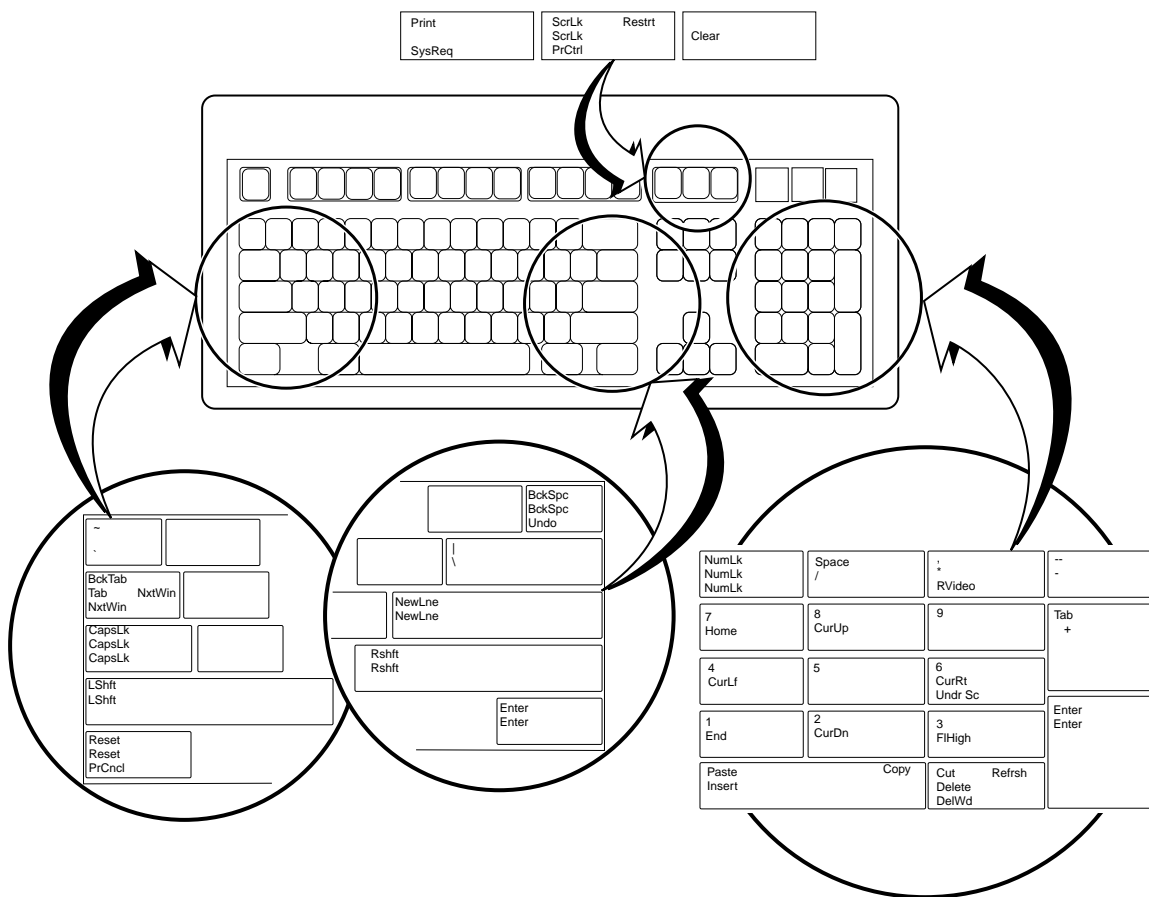 Print
SysReq
ScrLk Restrt
ScrLk
PrCtrl
Clear
~
`
BckTab
Tab NxtWin
NxtWin
CapsLk
CapsLk
CapsLk
LShft
LShft
Reset
Reset
PrCncl
BckSpc
BckSpc
Undo
|
\
NewLne
NewLne
Rshft
Rshft
Enter
Enter
NumLk
NumLk
NumLk
Space
/
,
*
RVideo
--
-
7
Home
8
CurUp
9
Tab
+
4
CurLf
5
6
CurRt
Undr Sc
1
End
2
CurDn
3
FlHigh
Enter
Enter
Paste Copy
Insert
Cut Refrsh
Delete
DelWd